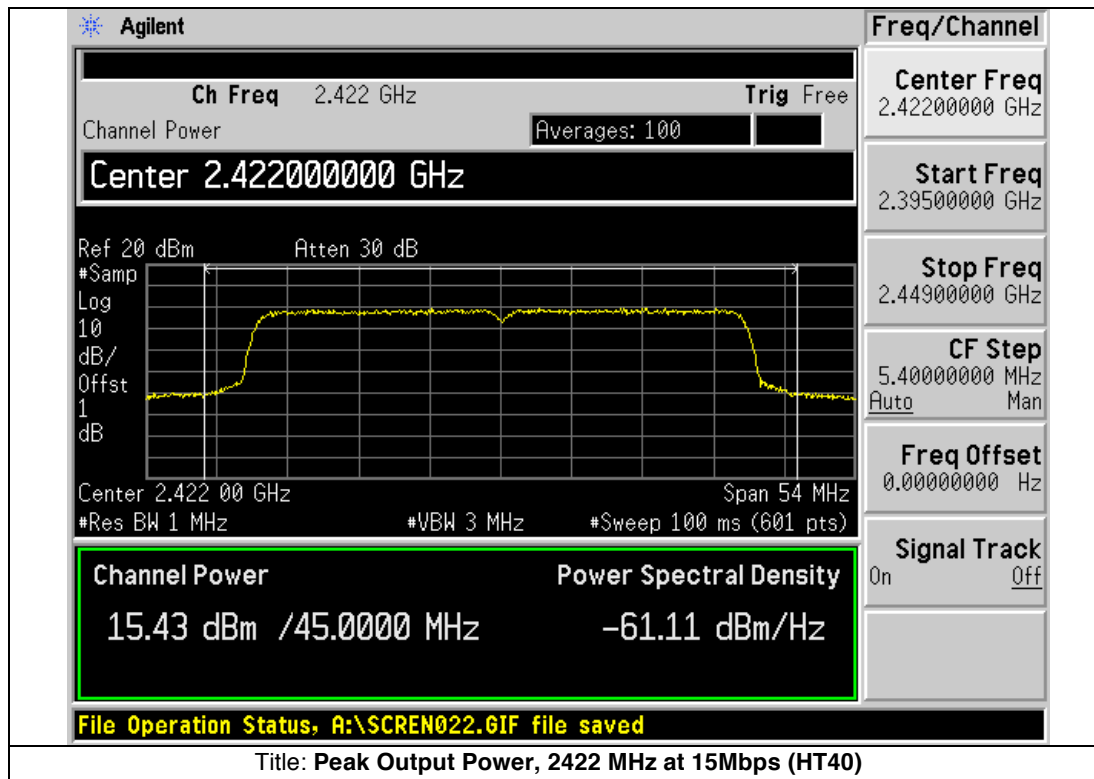 Agilent
Freq/Channel
Ch Freq 2.422 GHz Trig Free
Channel Power Averages: 100
Center 2.422000000 GHz
Ref 20 dBm Atten 30 dB
#Samp
Log
10
dB/
Offst
1
dB
Center 2.422 00 GHz Span 54 MHz
#Res BW 1 MHz #VBW 3 MHz #Sweep 100 ms (601 pts)
Channel Power Power Spectral Density
15.43 dBm /45.0000 MHz -61.11 dBm/Hz
File Operation Status, A:\SCREN022.GIF file saved
Center Freq
2.42200000 GHz
Start Freq
2.39500000 GHz
Stop Freq
2.44900000 GHz
CF Step
5.40000000 MHz
Auto Man
Freq Offset
0.00000000 Hz
Signal Track
On Off
Title: Peak Output Power, 2422 MHz at 15Mbps (HT40)